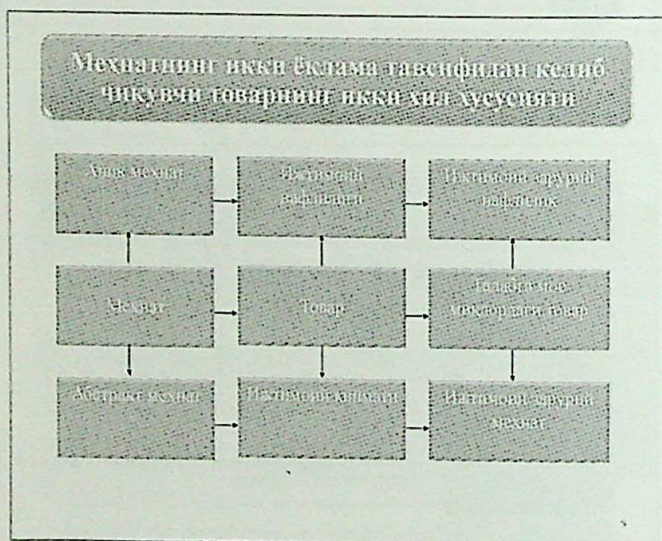 Меҳнатнинг икки ёклама тавсифидан келиб
чиқувчи товарнинг икки хил хусусияти
Аниқ меҳнат
Ижтимоий
нафлилиги
Ижтимоий зарурий
нафлилик
Меҳнат
Товар
Талабга мос
миқдордаги товар
Абстракт меҳнат
Ижтимоий қиймати
Ижтимоий зарурий
меҳнат